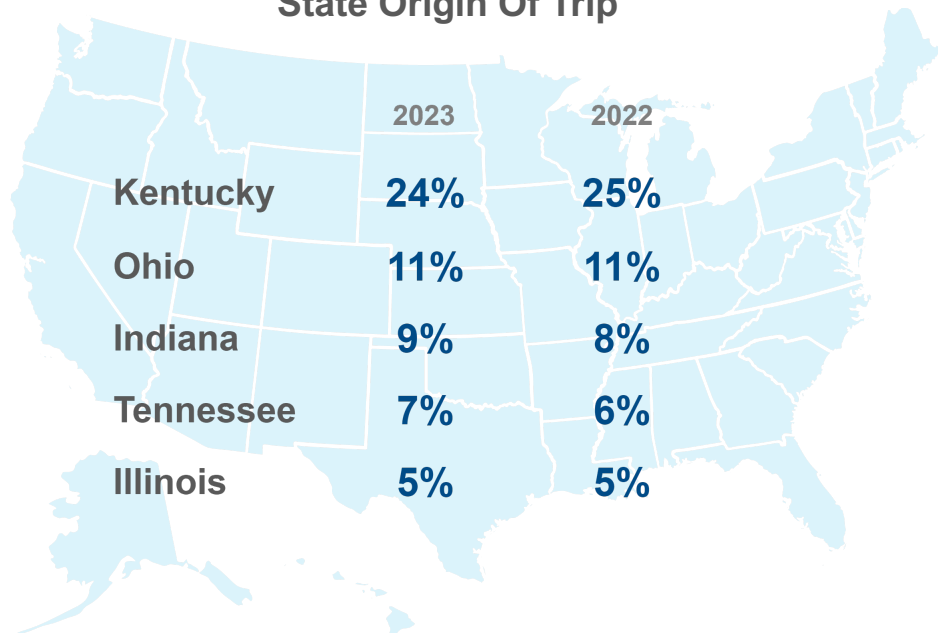 State Origin Of Trip
2023 2022
Kentucky 24% 25%
Ohio 11% 11%
Indiana 9% 8%
Tennessee 7% 6%
Illinois 5% 5%